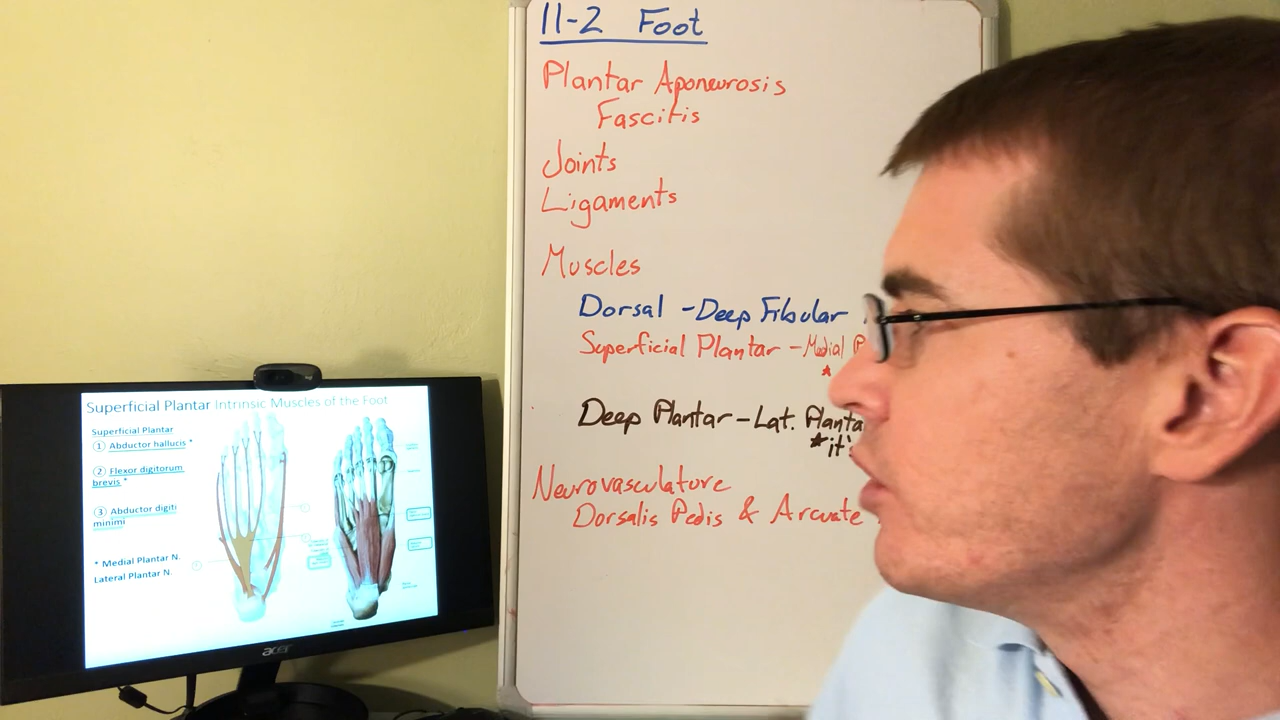 11-2 Foot
Plantar Aponeurosis
Fascitis
Joints
Ligaments
Muscles
Dorsal - Deep Fibular
Superficial Plantar - Medial P
*
Deep Plantar - Lat. Planta
* it's
Neurovasculature
Dorsalis Pedis & Arcuate
Superficial Plantar Intrinsic Muscles of the Foot
Superficial Plantar
1 Abductor hallucis *
2 Flexor digitorum
brevis *
3 Abductor digiti
minimi
* Medial Plantar N.
Lateral Plantar N.
acer